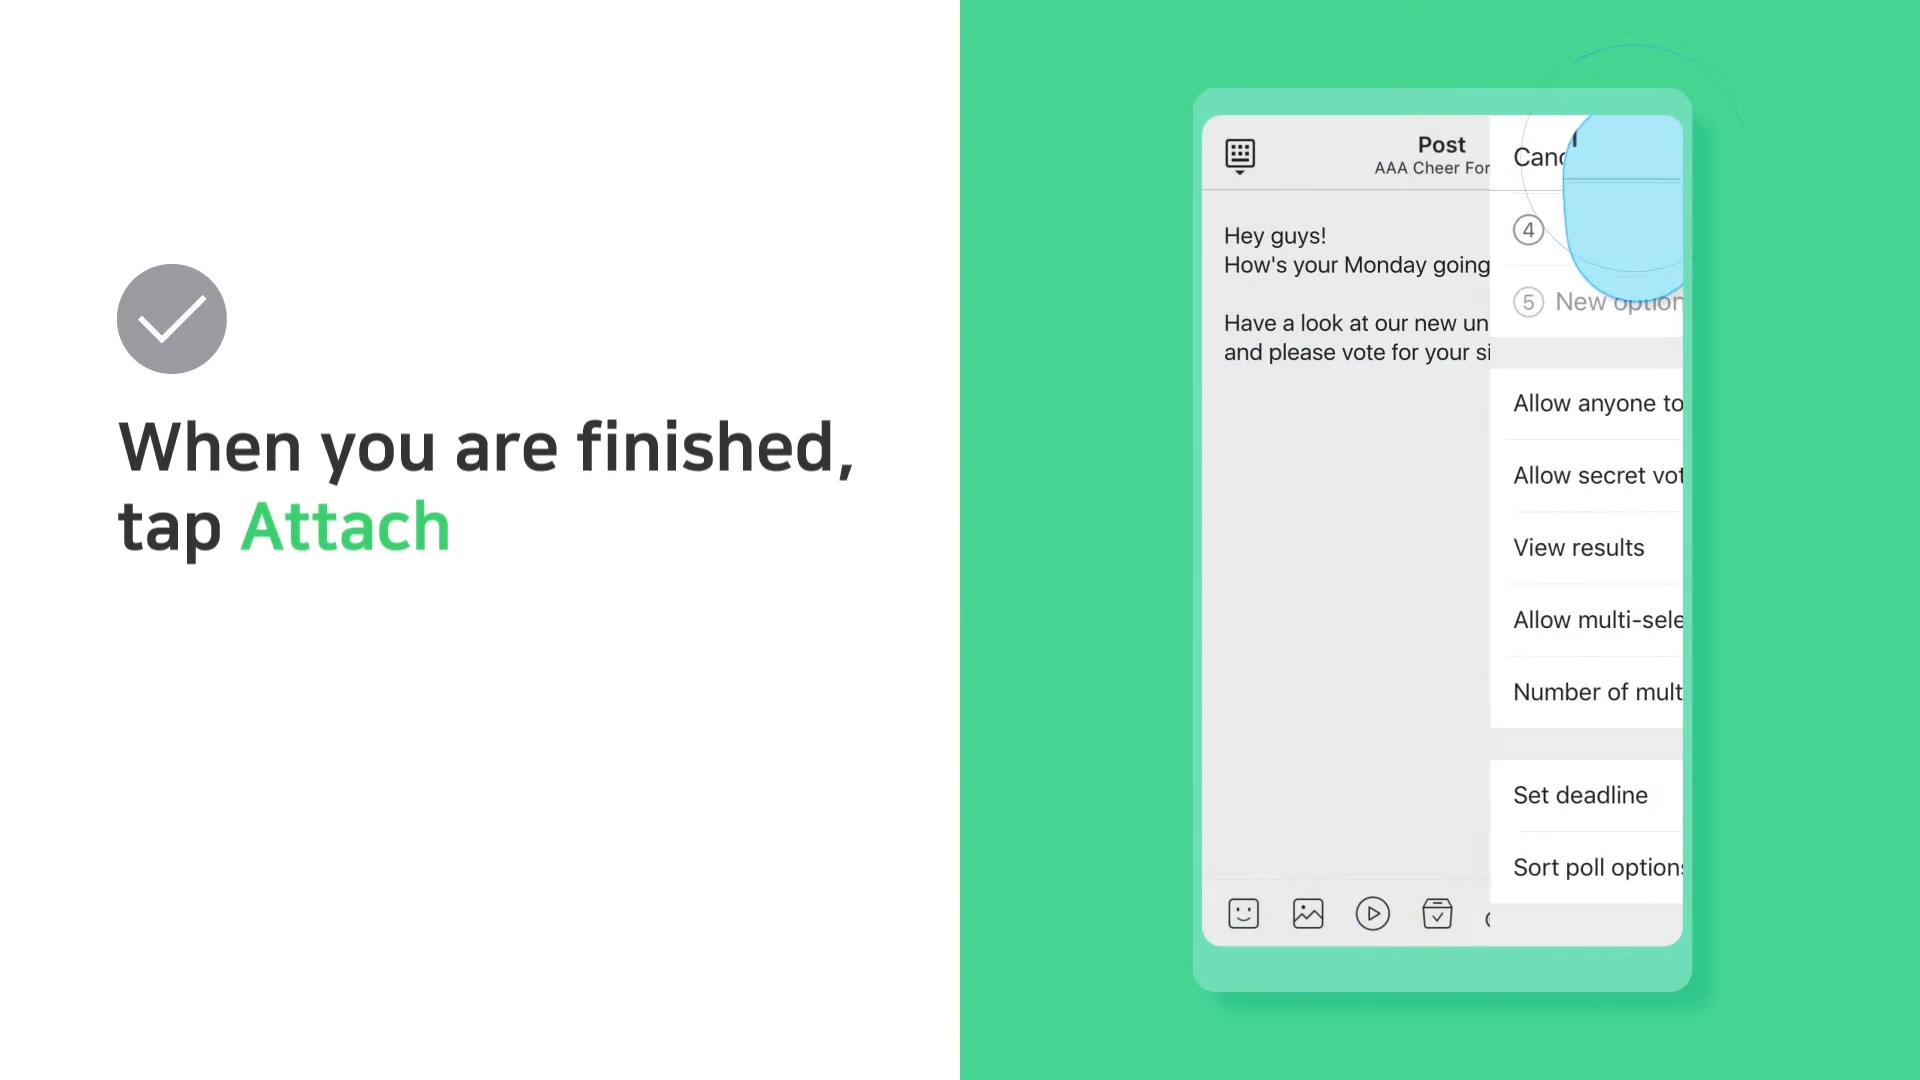 When you are finished,
tap Attach
Post
AAA Cheer For
Hey guys!
How's your Monday going
Have a look at our new un
and please vote for your si
4
5 New option
Allow anyone to
Allow secret vot
View results
Allow multi-sele
Number of mult
Set deadline
Sort poll options